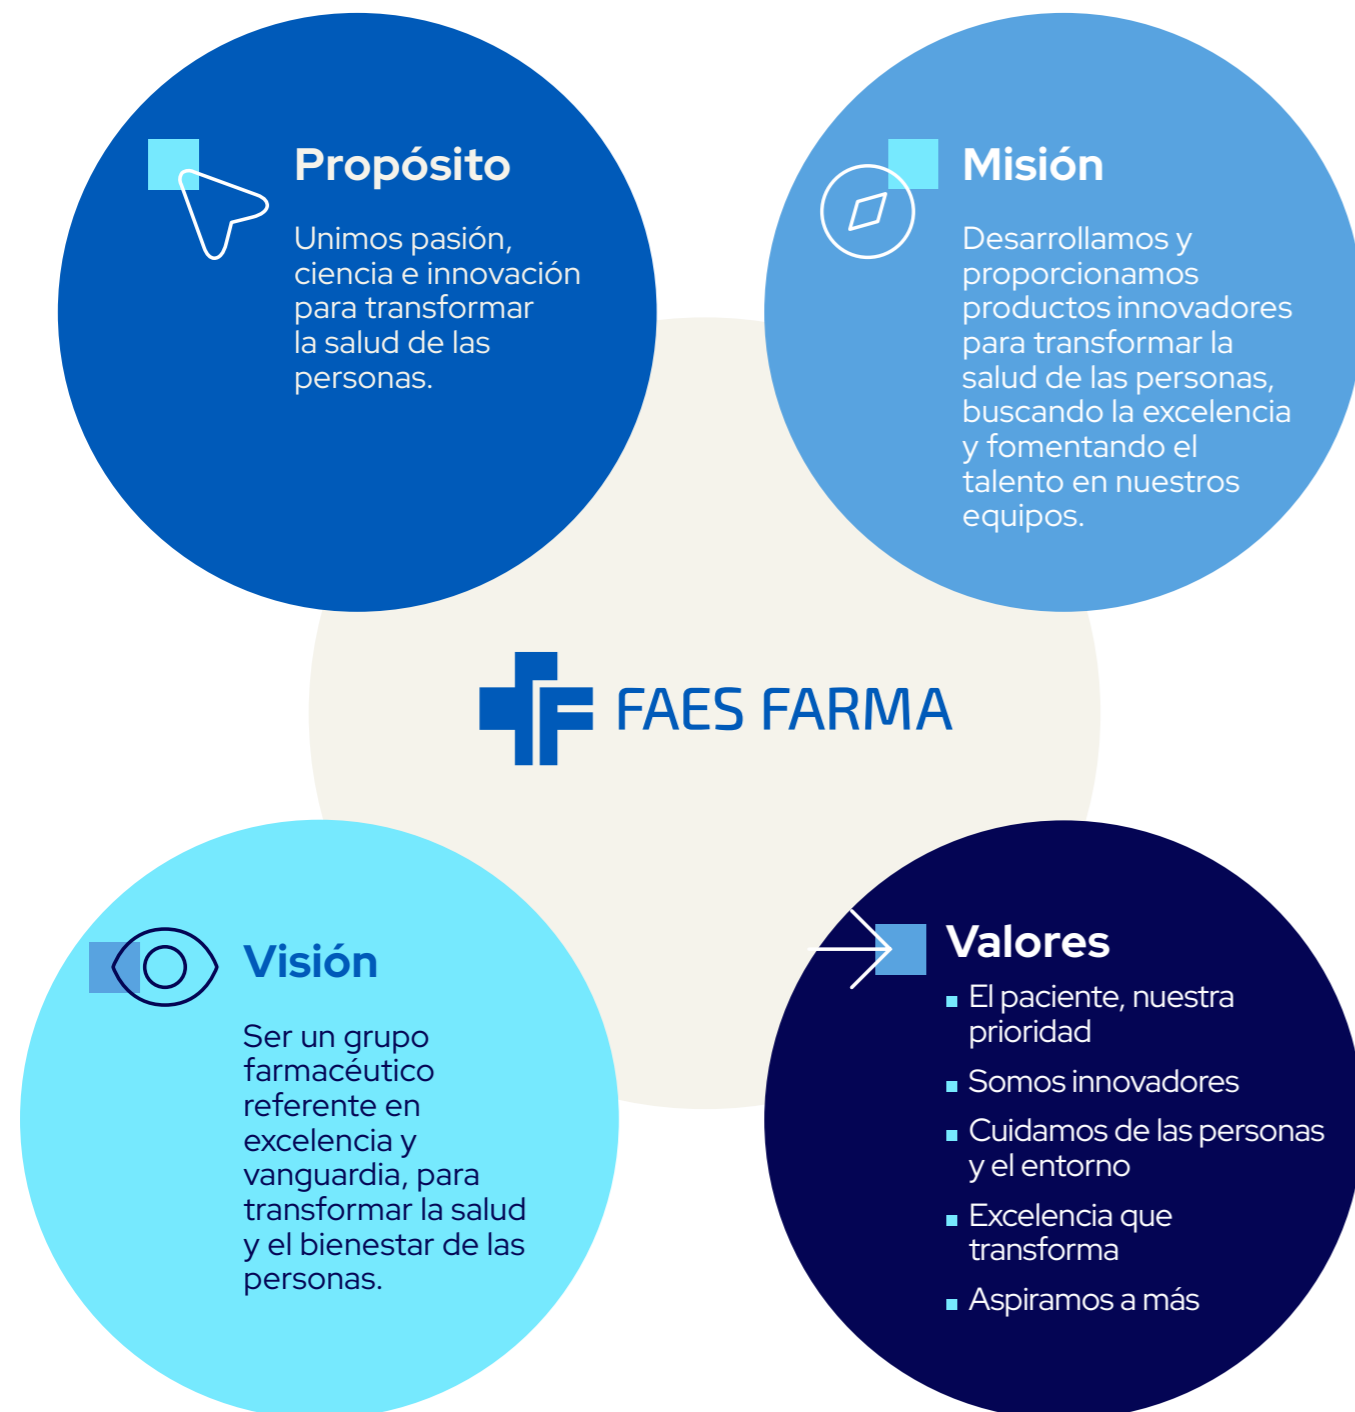 Propósito
Unimos pasión,
ciencia e innovación
para transformar
la salud de las
personas.
Misión
Desarrollamos y
proporcionamos
productos innovadores
para transformar la
salud de las personas,
buscando la excelencia
y fomentando el
talento en nuestros
equipos.
FAES FARMA
Visión
Ser un grupo
farmacéutico
referente en
excelencia y
vanguardia, para
transformar la salud
y el bienestar de las
personas.
Valores
▪ El paciente, nuestra
prioridad
▪ Somos innovadores
▪ Cuidamos de las personas
y el entorno
▪ Excelencia que
transforma
▪ Aspiramos a más